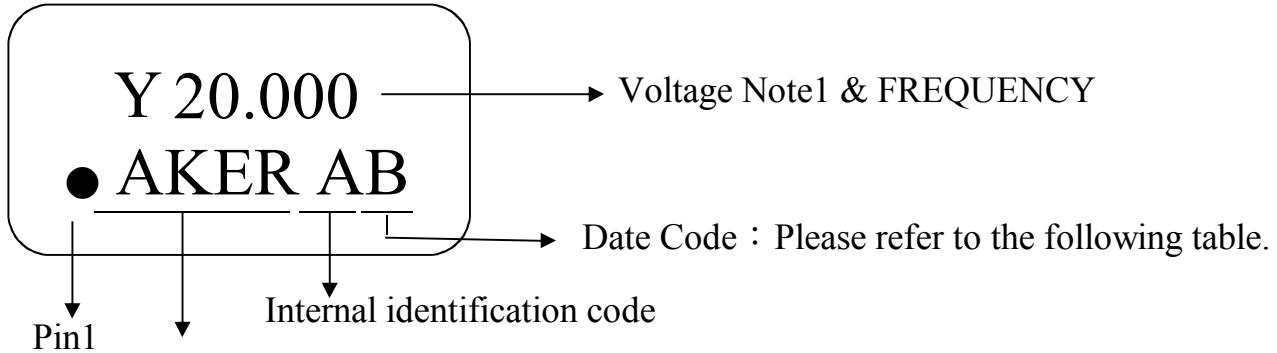 Y 20.000
Voltage Note1 & FREQUENCY
● AKER AB
Date Code：Please refer to the following table.
Internal identification code
Pin1